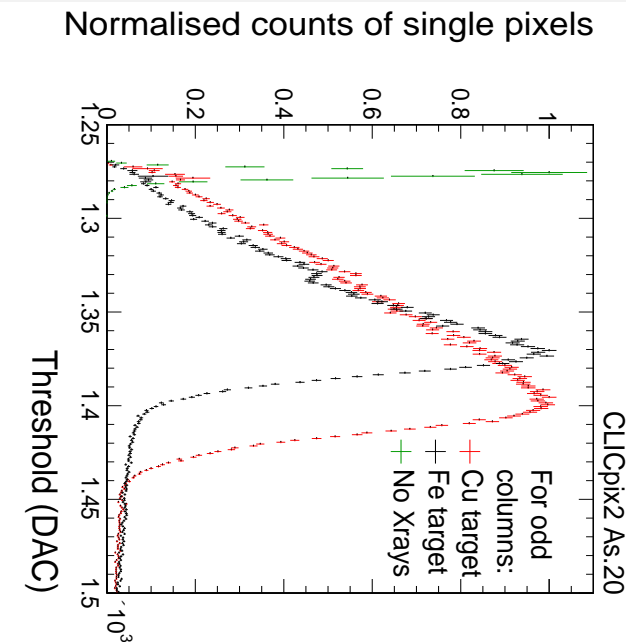 Normalised counts of single pixels
0
0.2
0.4
0.6
0.8
1
1.25
1.3
1.35
1.4
1.45
1.5
´10³
Threshold (DAC)
CLICpix2 As.20
For odd
columns:
Cu target
Fe target
No Xrays